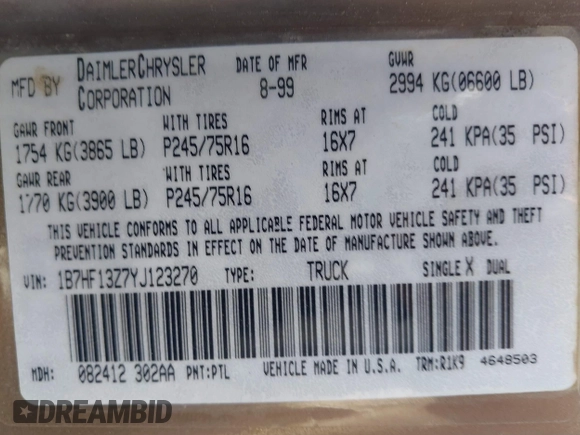 MFD BY DAIMLERCHRYSLER CORPORATION DATE OF MFR 8-99 GVWR 2994 KG(06600 LB)
GAWR FRONT WITH TIRES RIMS AT COLD
1754 KG(3865 LB) P245/75R16 16X7 241 KPA(35 PSI)
GAWR REAR WITH TIRES RIMS AT COLD
1770 KG(3900 LB) P245/75R16 16X7 241 KPA(35 PSI)
THIS VEHICLE CONFORMS TO ALL APPLICABLE FEDERAL MOTOR VEHICLE SAFETY AND THEFT
PREVENTION STANDARDS IN EFFECT ON THE DATE OF MANUFACTURE SHOWN ABOVE.
VIN: 1B7HF13Z7YJ123270 TYPE: TRUCK SINGLE X DUAL
MDH: 082412 302AA PNT:PTL VEHICLE MADE IN U.S.A. TRM:R1K9 4648503
DREAMBID